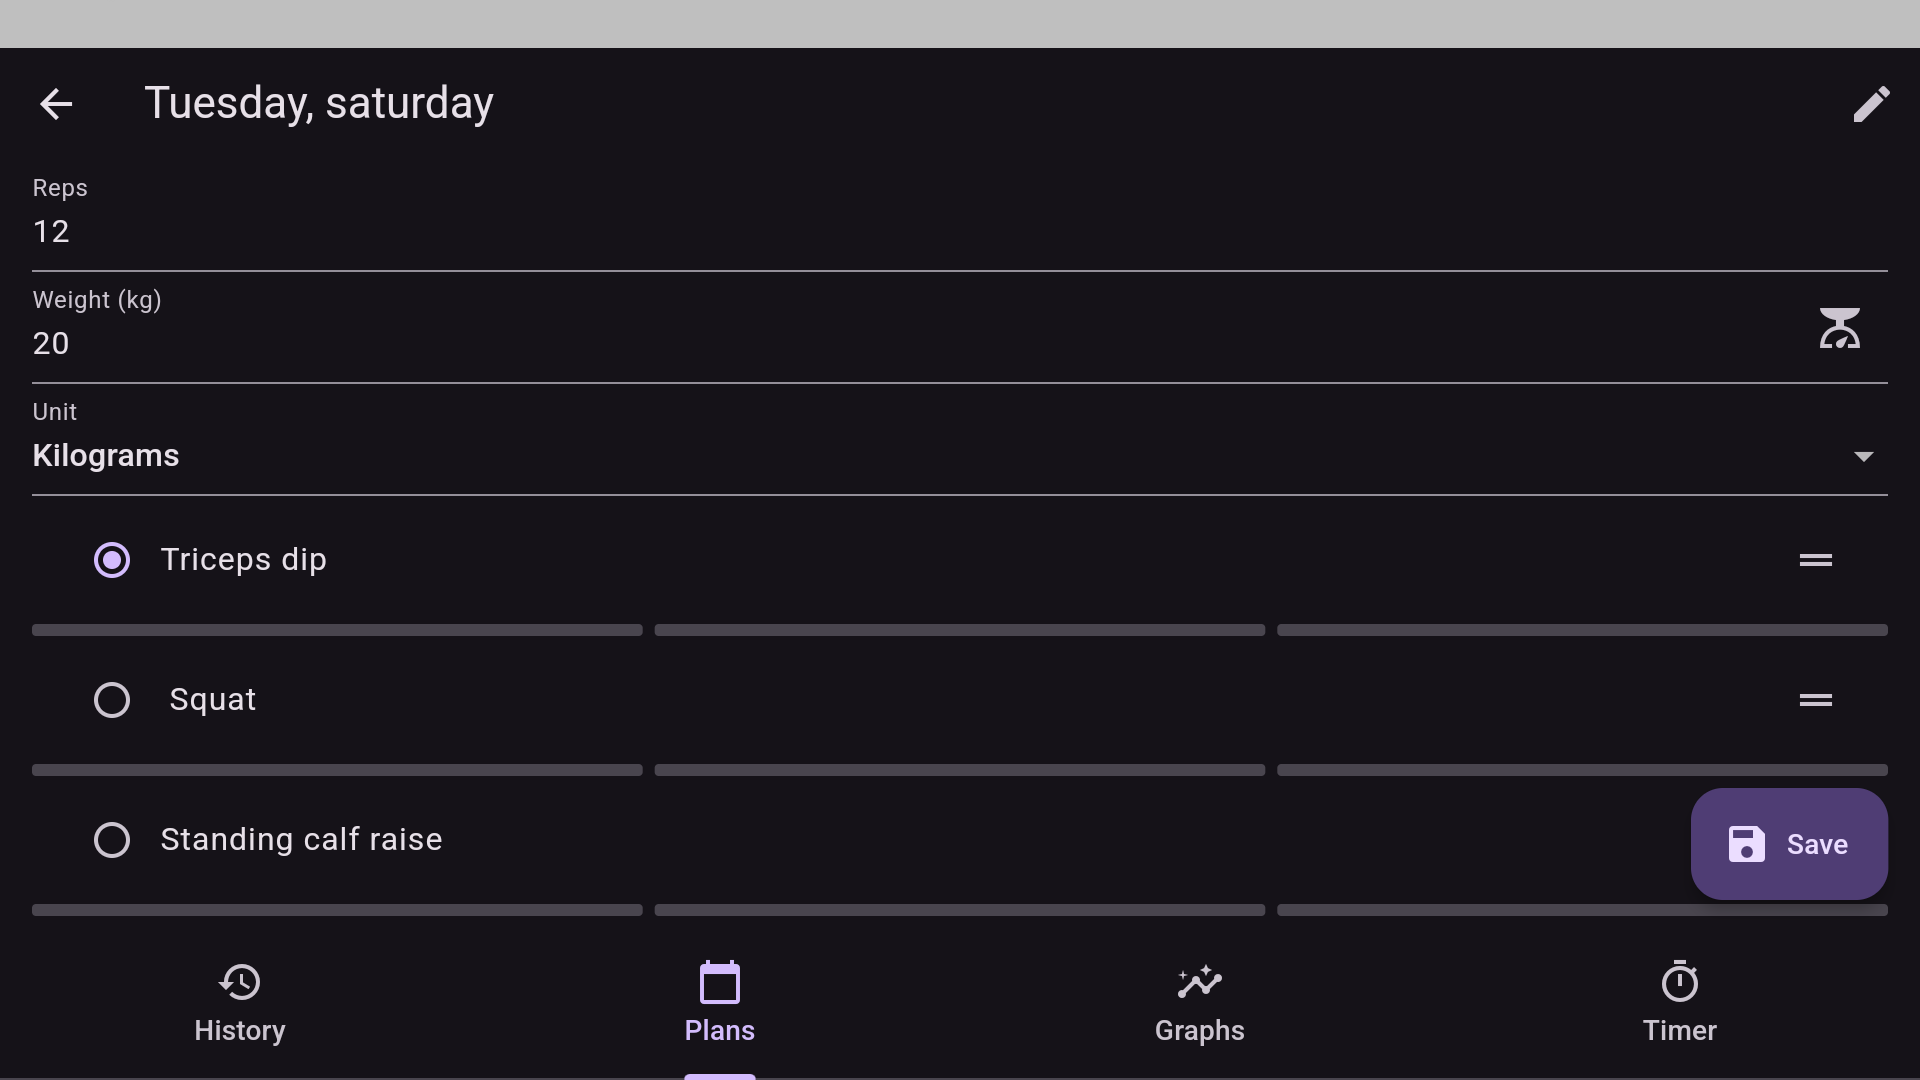 Tuesday, saturday
Reps
12
Weight (kg)
20
Unit
Kilograms
Triceps dip
Squat
Standing calf raise
Save
History
Plans
Graphs
Timer